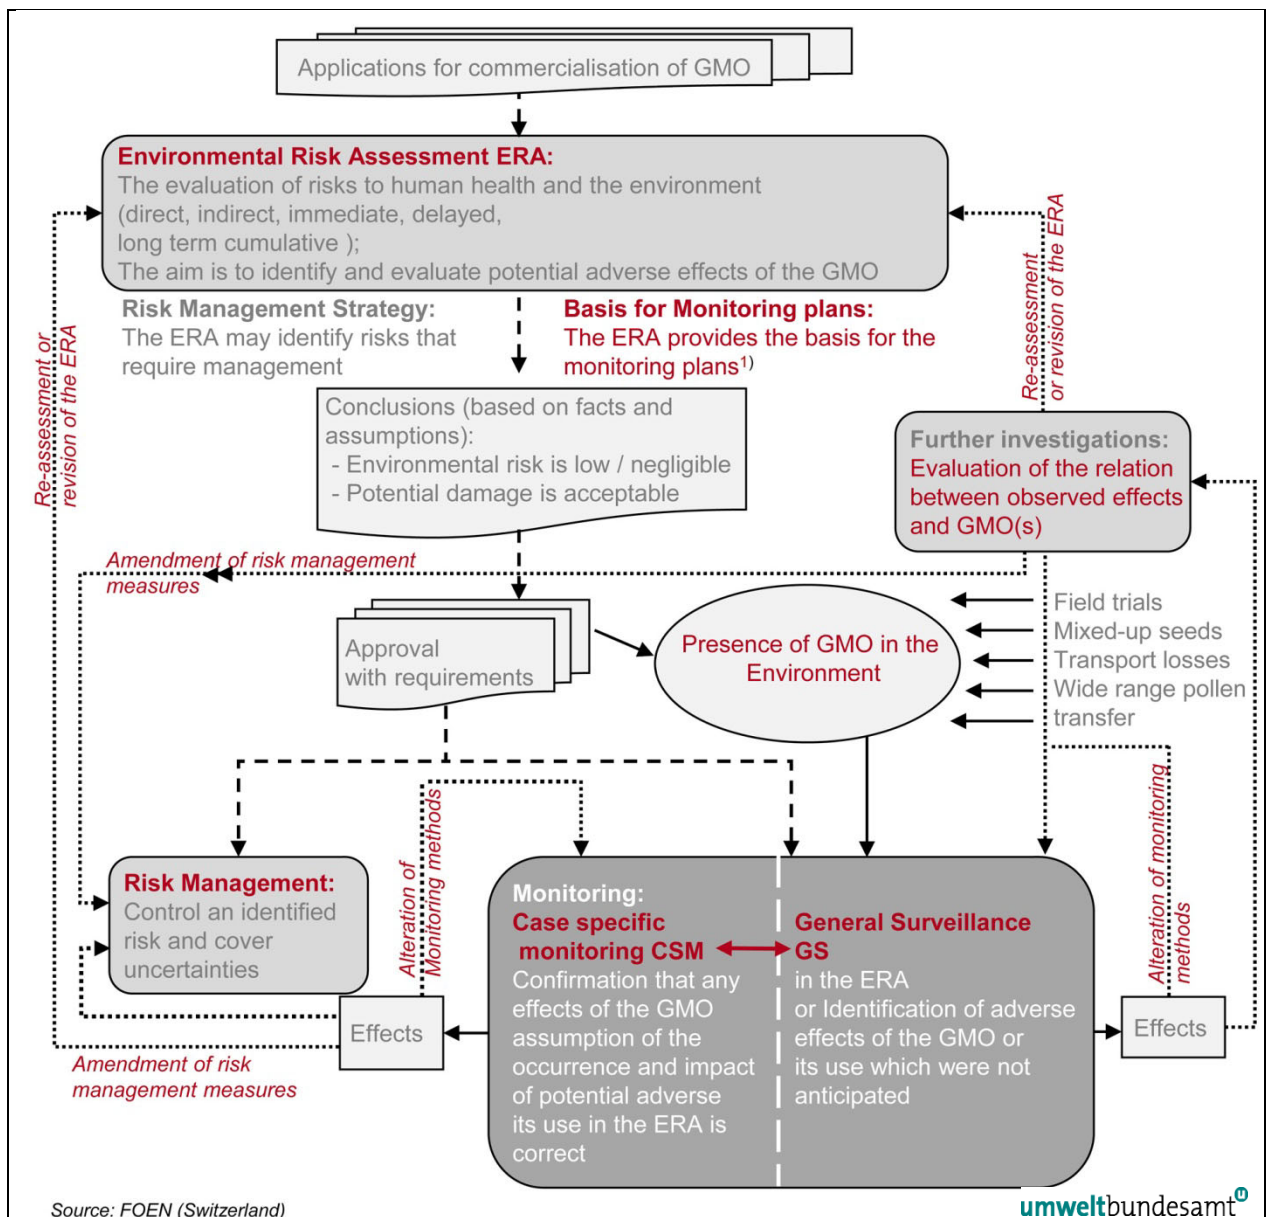 Applications for commercialisation of GMO
Environmental Risk Assessment ERA:
The evaluation of risks to human health and the environment
(direct, indirect, immediate, delayed,
long term cumulative );
The aim is to identify and evaluate potential adverse effects of the GMO
Re-assessment or
revision of the ERA
Re-assessment
or revision of the ERA
Risk Management Strategy:
The ERA may identify risks that
require management
Basis for Monitoring plans:
The ERA provides the basis for the
monitoring plans¹⁾
Conclusions (based on facts and
assumptions):
- Environmental risk is low / negligible
- Potential damage is acceptable
Further investigations:
Evaluation of the relation
between observed effects
and GMO(s)
Amendment of risk management
measures
Approval
with requirements
Presence of GMO in the
Environment
Field trials
Mixed-up seeds
Transport losses
Wide range pollen
transfer
Alteration of
Monitoring methods
Alteration of monitoring
methods
Risk Management:
Control an identified
risk and cover
uncertainties
Effects
Amendment of risk
management measures
Monitoring:
Case specific
monitoring CSM
Confirmation that any
effects of the GMO
assumption of the
occurrence and impact
of potential adverse
its use in the ERA is
correct
General Surveillance
GS
in the ERA
or Identification of adverse
effects of the GMO or
its use which were not
anticipated
Effects
Source: FOEN (Switzerland)
umweltbundesamt
u